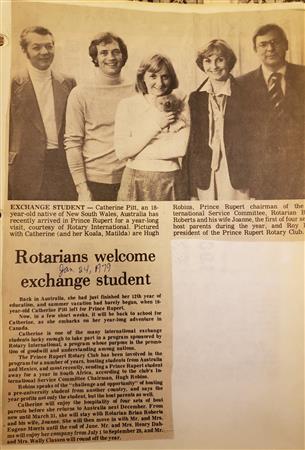 EXCHANGE STUDENT — Catherine Pitt, an 18-
year-old native of New South Wales, Australia has
recently arrived in Prince Rupert for a year-long
visit, courtesy of Rotary International. Pictured
with Catherine (and her Koala, Matilda) are Hugh
Robins, Prince Rupert chairman of the
International Service Committee, Rotarian B
Roberts and his wife Joanne, the first of four se
host parents during the year, and Roy
president of the Prince Rupert Rotary Club.
Rotarians welcome
Jan 24, 1979
exchange student
Back in Australia, she had just finished her 12th year of
education, and summer vacation had barely begun, when 18-
year-old Catherine Pitt left for Prince Rupert.
Now, in a few short weeks, it will be back to school for
Catherine, as she embarks on her year-long adventure in
Canada.
Catherine is one of the many international exchange
students lucky enough to take part in a program sponsored by
Rotary International, a program whose purpose is the promo-
tion of goodwill and understanding among nations.
The Prince Rupert Rotary Club has been involved in the
program for a number of years, hosting students from Australia
and Mexico, and most recently, sending a Prince Rupert student
away for a year to South Africa, according to the club's In-
ternational Service Committee Chairman, Hugh Robins.
Robins speaks of the "challenge and opportunity" of hosting
a pre-university student from another country, and says the
year profits not only the student, but the host parents as well.
Catherine will enjoy the hospitality of four sets of host
parents before she returns to Australia next December. From
now until March 31, she will stay with Rotarian Brian Roberts
and his wife, Joanne. She will then move in with Mr. and Mrs.
Eugene Morris until the end of June. Mr. and Mrs. Henry Dah-
ms will enjoy her company from July 1 to September 29, and Mr.
and Mrs. Wally Classen will round off the year.